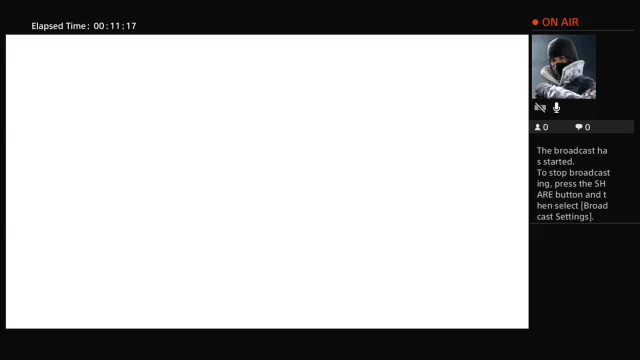 Elapsed Time: 00:11:17
ON AIR
0 0
The broadcast ha
s started.
To stop broadcast
ing, press the SH
ARE button and t
hen select [Broad
cast Settings].